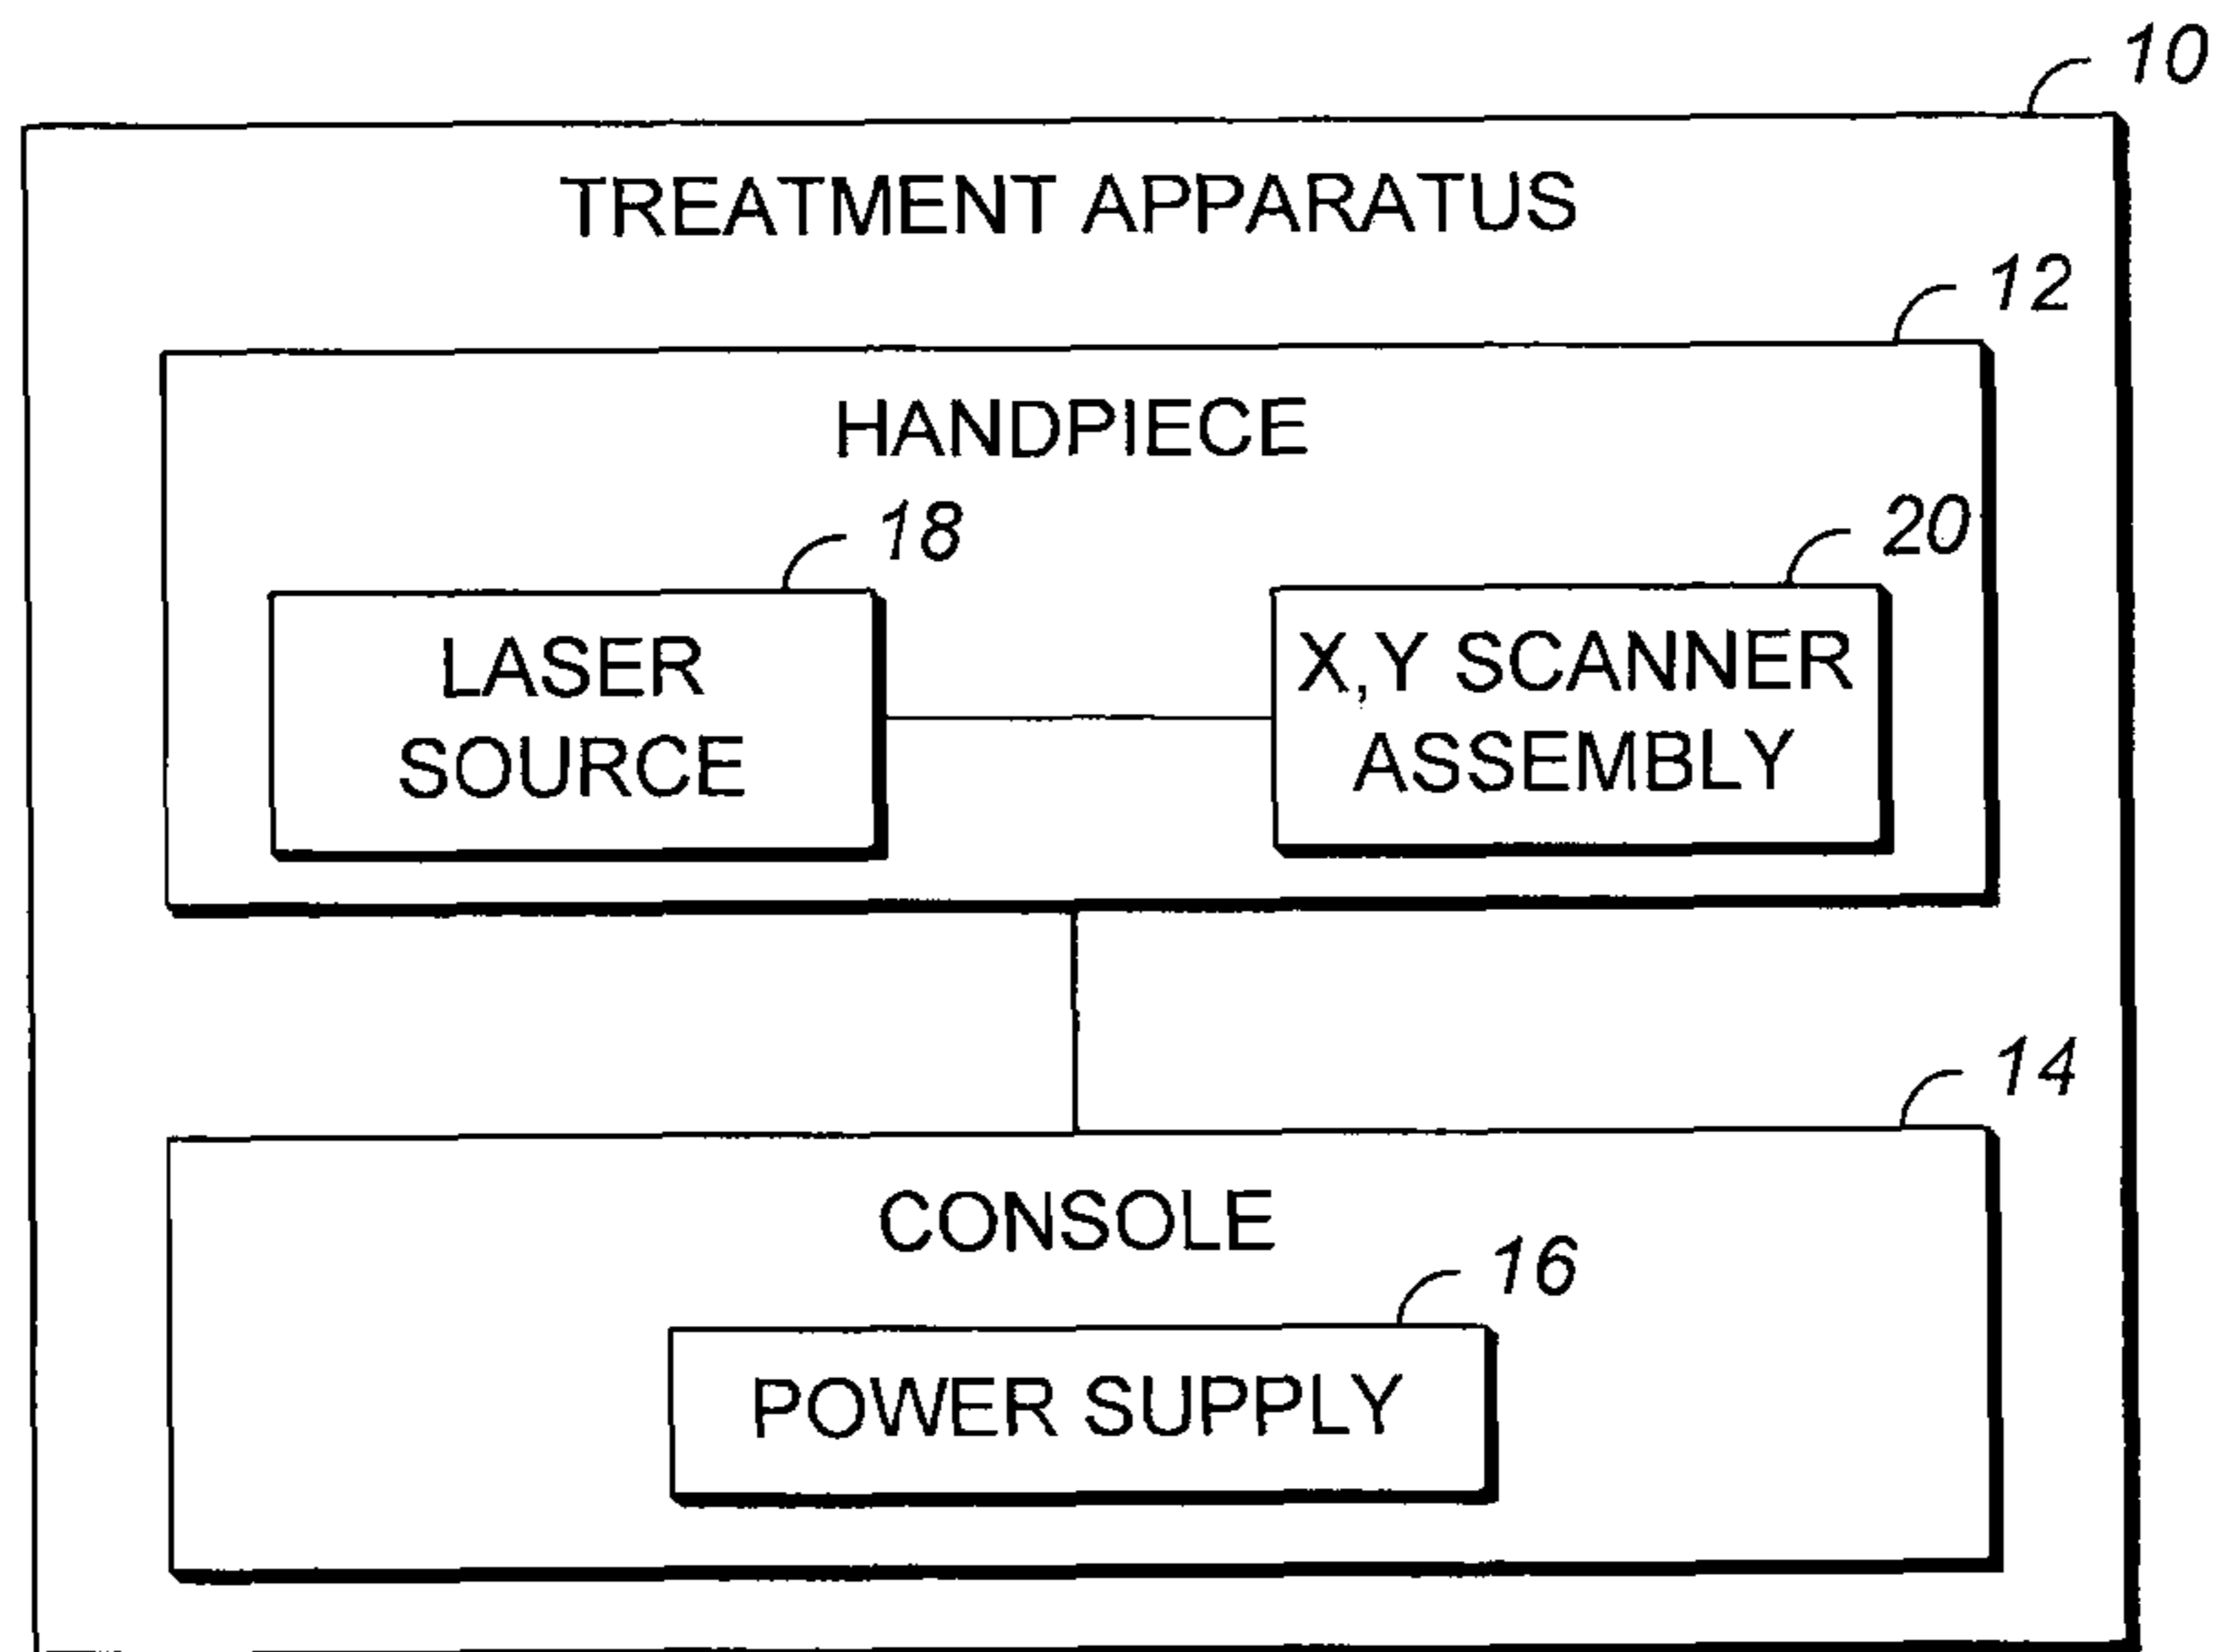 10
TREATMENT APPARATUS
12
HANDPIECE
18
20
LASER
SOURCE
X,Y SCANNER
ASSEMBLY
14
CONSOLE
16
POWER SUPPLY